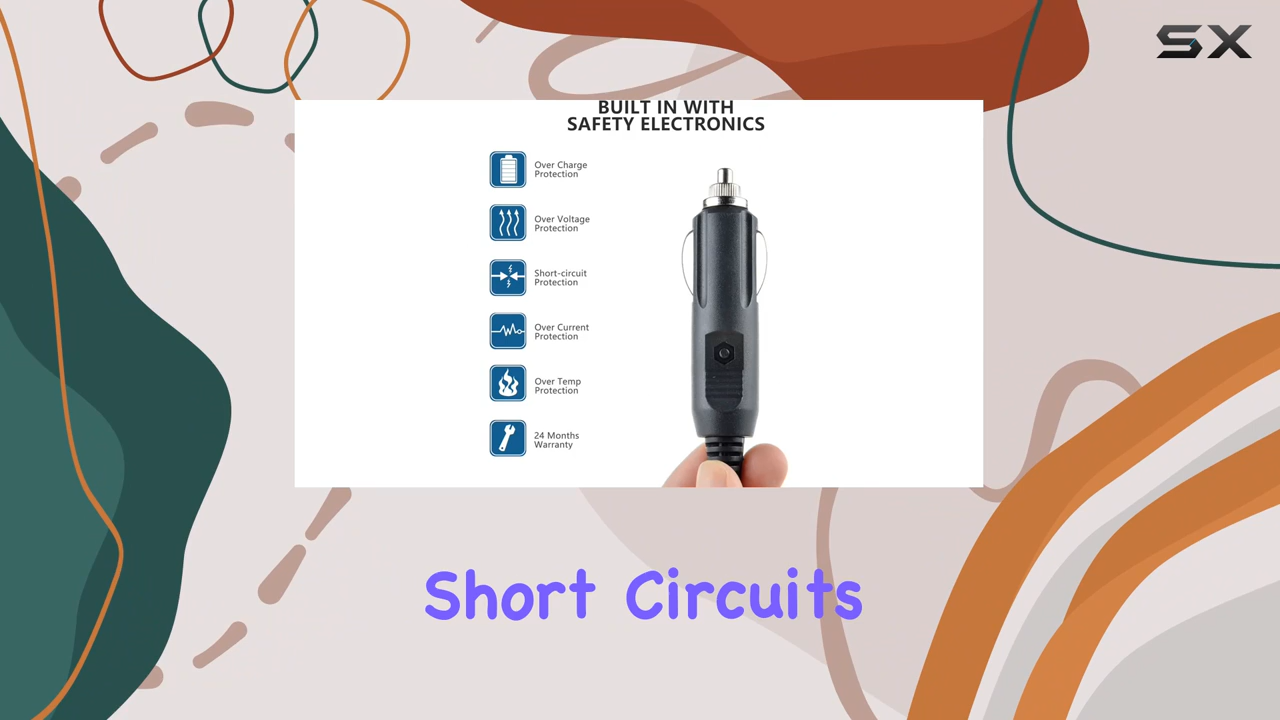 SX
BUILT IN WITH
SAFETY ELECTRONICS
Over Charge
Protection
Over Voltage
Protection
Short-circuit
Protection
Over Current
Protection
Over Temp
Protection
24 Months
Warranty
Short Circuits